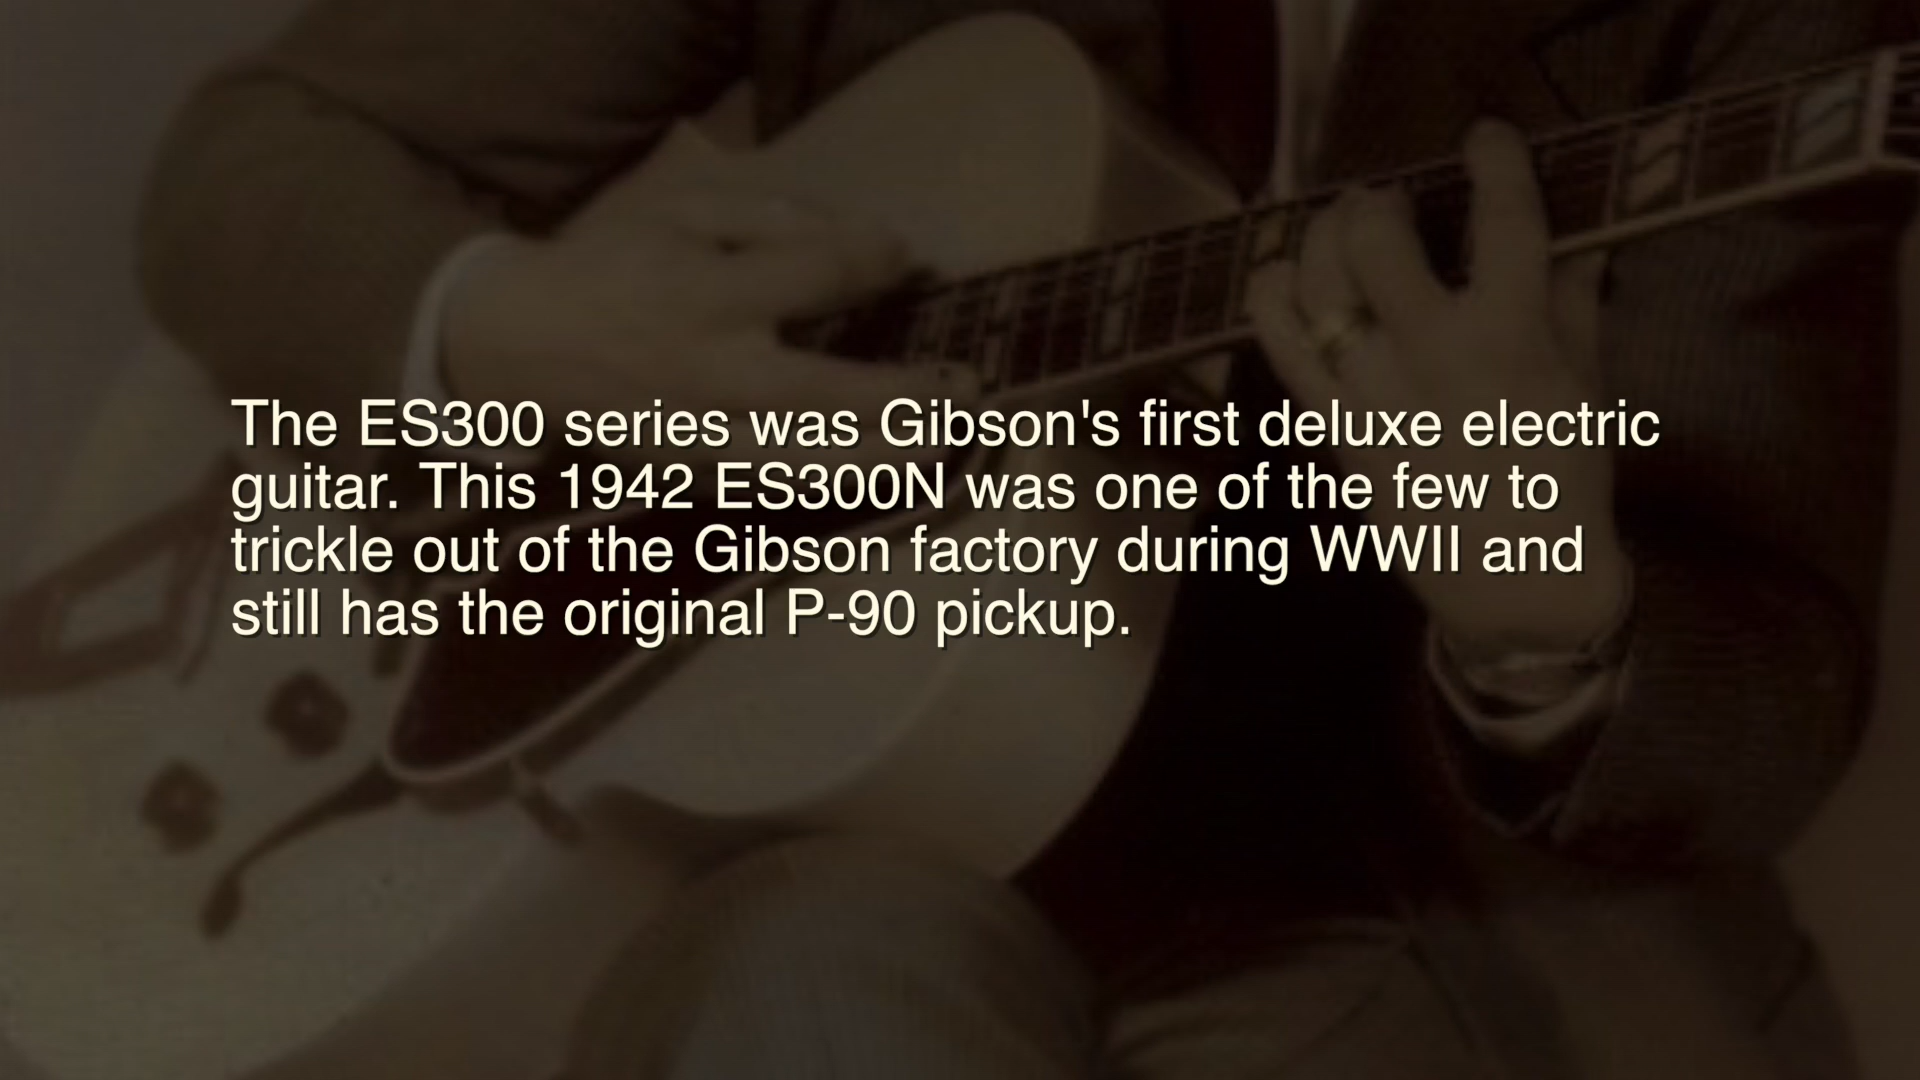 The ES300 series was Gibson's first deluxe electric
guitar. This 1942 ES300N was one of the few to
trickle out of the Gibson factory during WWII and
still has the original P-90 pickup.